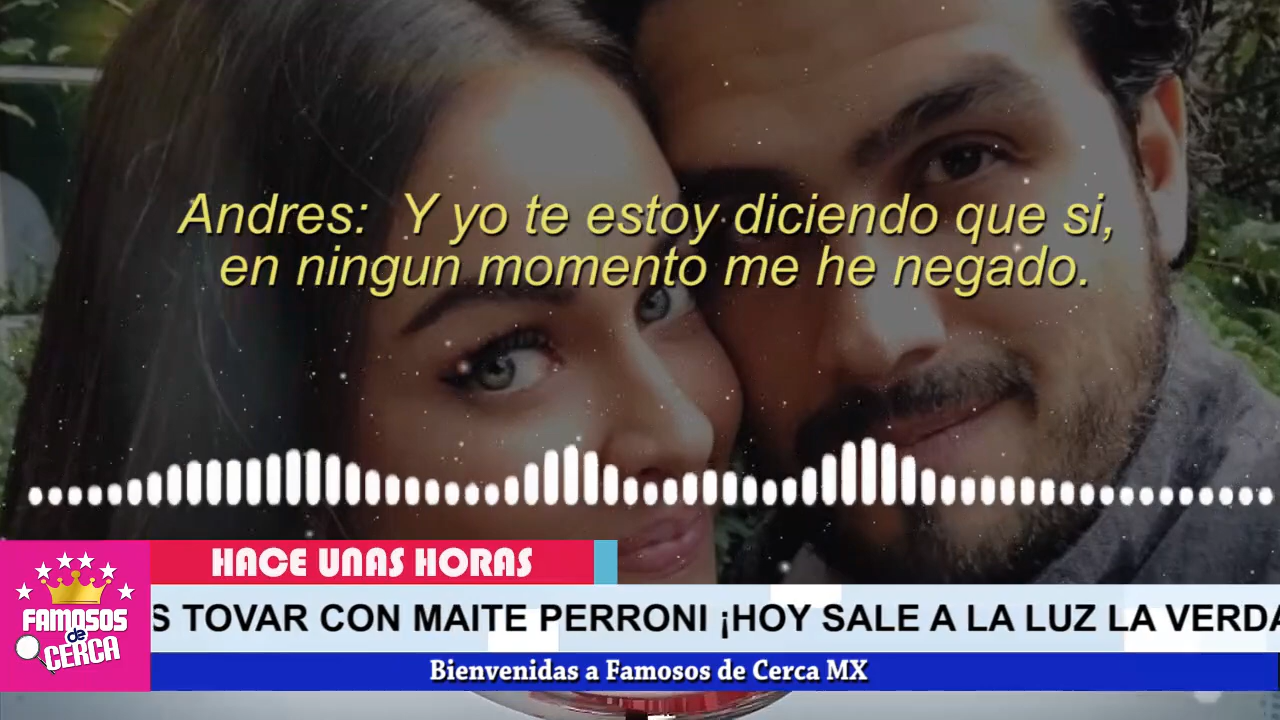 Andres: Y yo te estoy diciendo que si,
en ningun momento me he negado.
HACE UNAS HORAS
S TOVAR CON MAITE PERRONI ¡HOY SALE A LA LUZ LA VERDA
FAMOSOS
de
CERCA
Bienvenidas a Famosos de Cerca MX